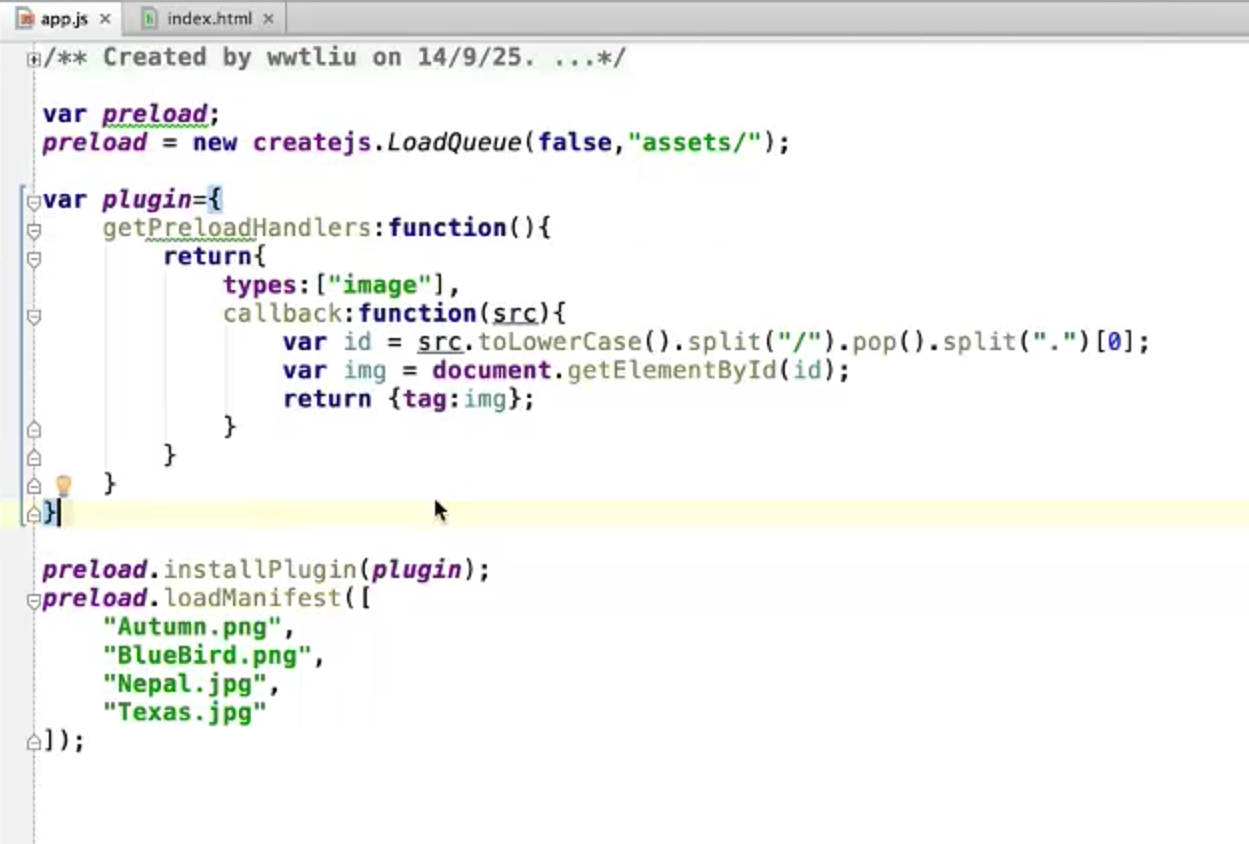 app.js × index.html ×
/** Created by wwtliu on 14/9/25. ...*/
var preload;
preload = new createjs.LoadQueue(false,"assets/");
var plugin={
    getPreloadHandlers:function(){
        return{
            types:["image"],
            callback:function(src){
                var id = src.toLowerCase().split("/").pop().split(".")[0];
                var img = document.getElementById(id);
                return {tag:img};
            }
        }
    }
}
preload.installPlugin(plugin);
preload.loadManifest([
    "Autumn.png",
    "BlueBird.png",
    "Nepal.jpg",
    "Texas.jpg"
]);